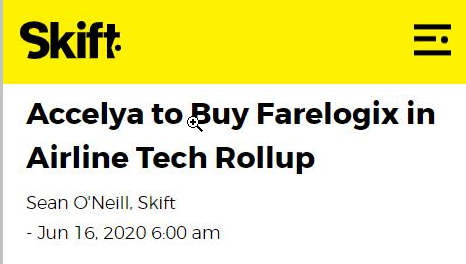 Skift
Accelya to Buy Farelogix in
Airline Tech Rollup
Sean O'Neill, Skift
- Jun 16, 2020 6:00 am